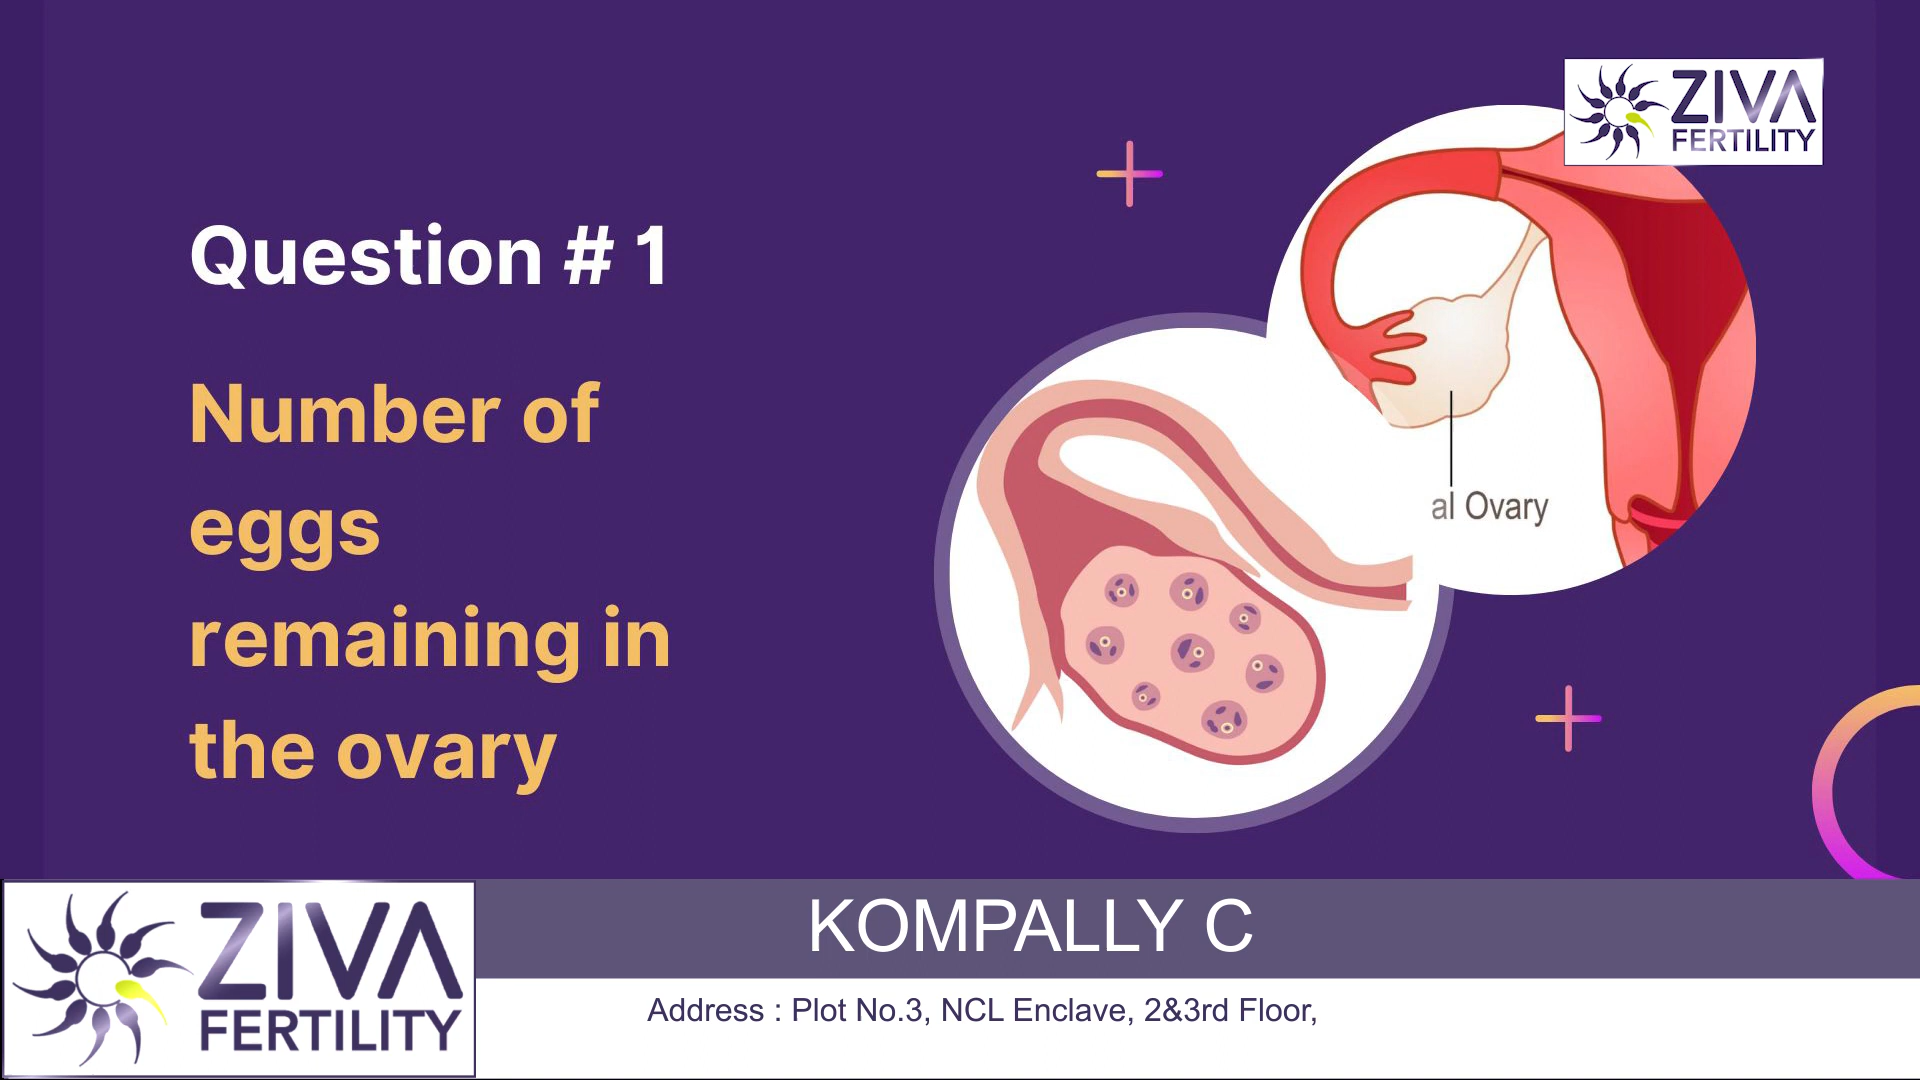 ZIVA
FERTILITY
Question # 1
Number of
eggs
remaining in
the ovary
al Ovary
ZIVA
FERTILITY
KOMPALLY C
Address : Plot No.3, NCL Enclave, 2&3rd Floor,